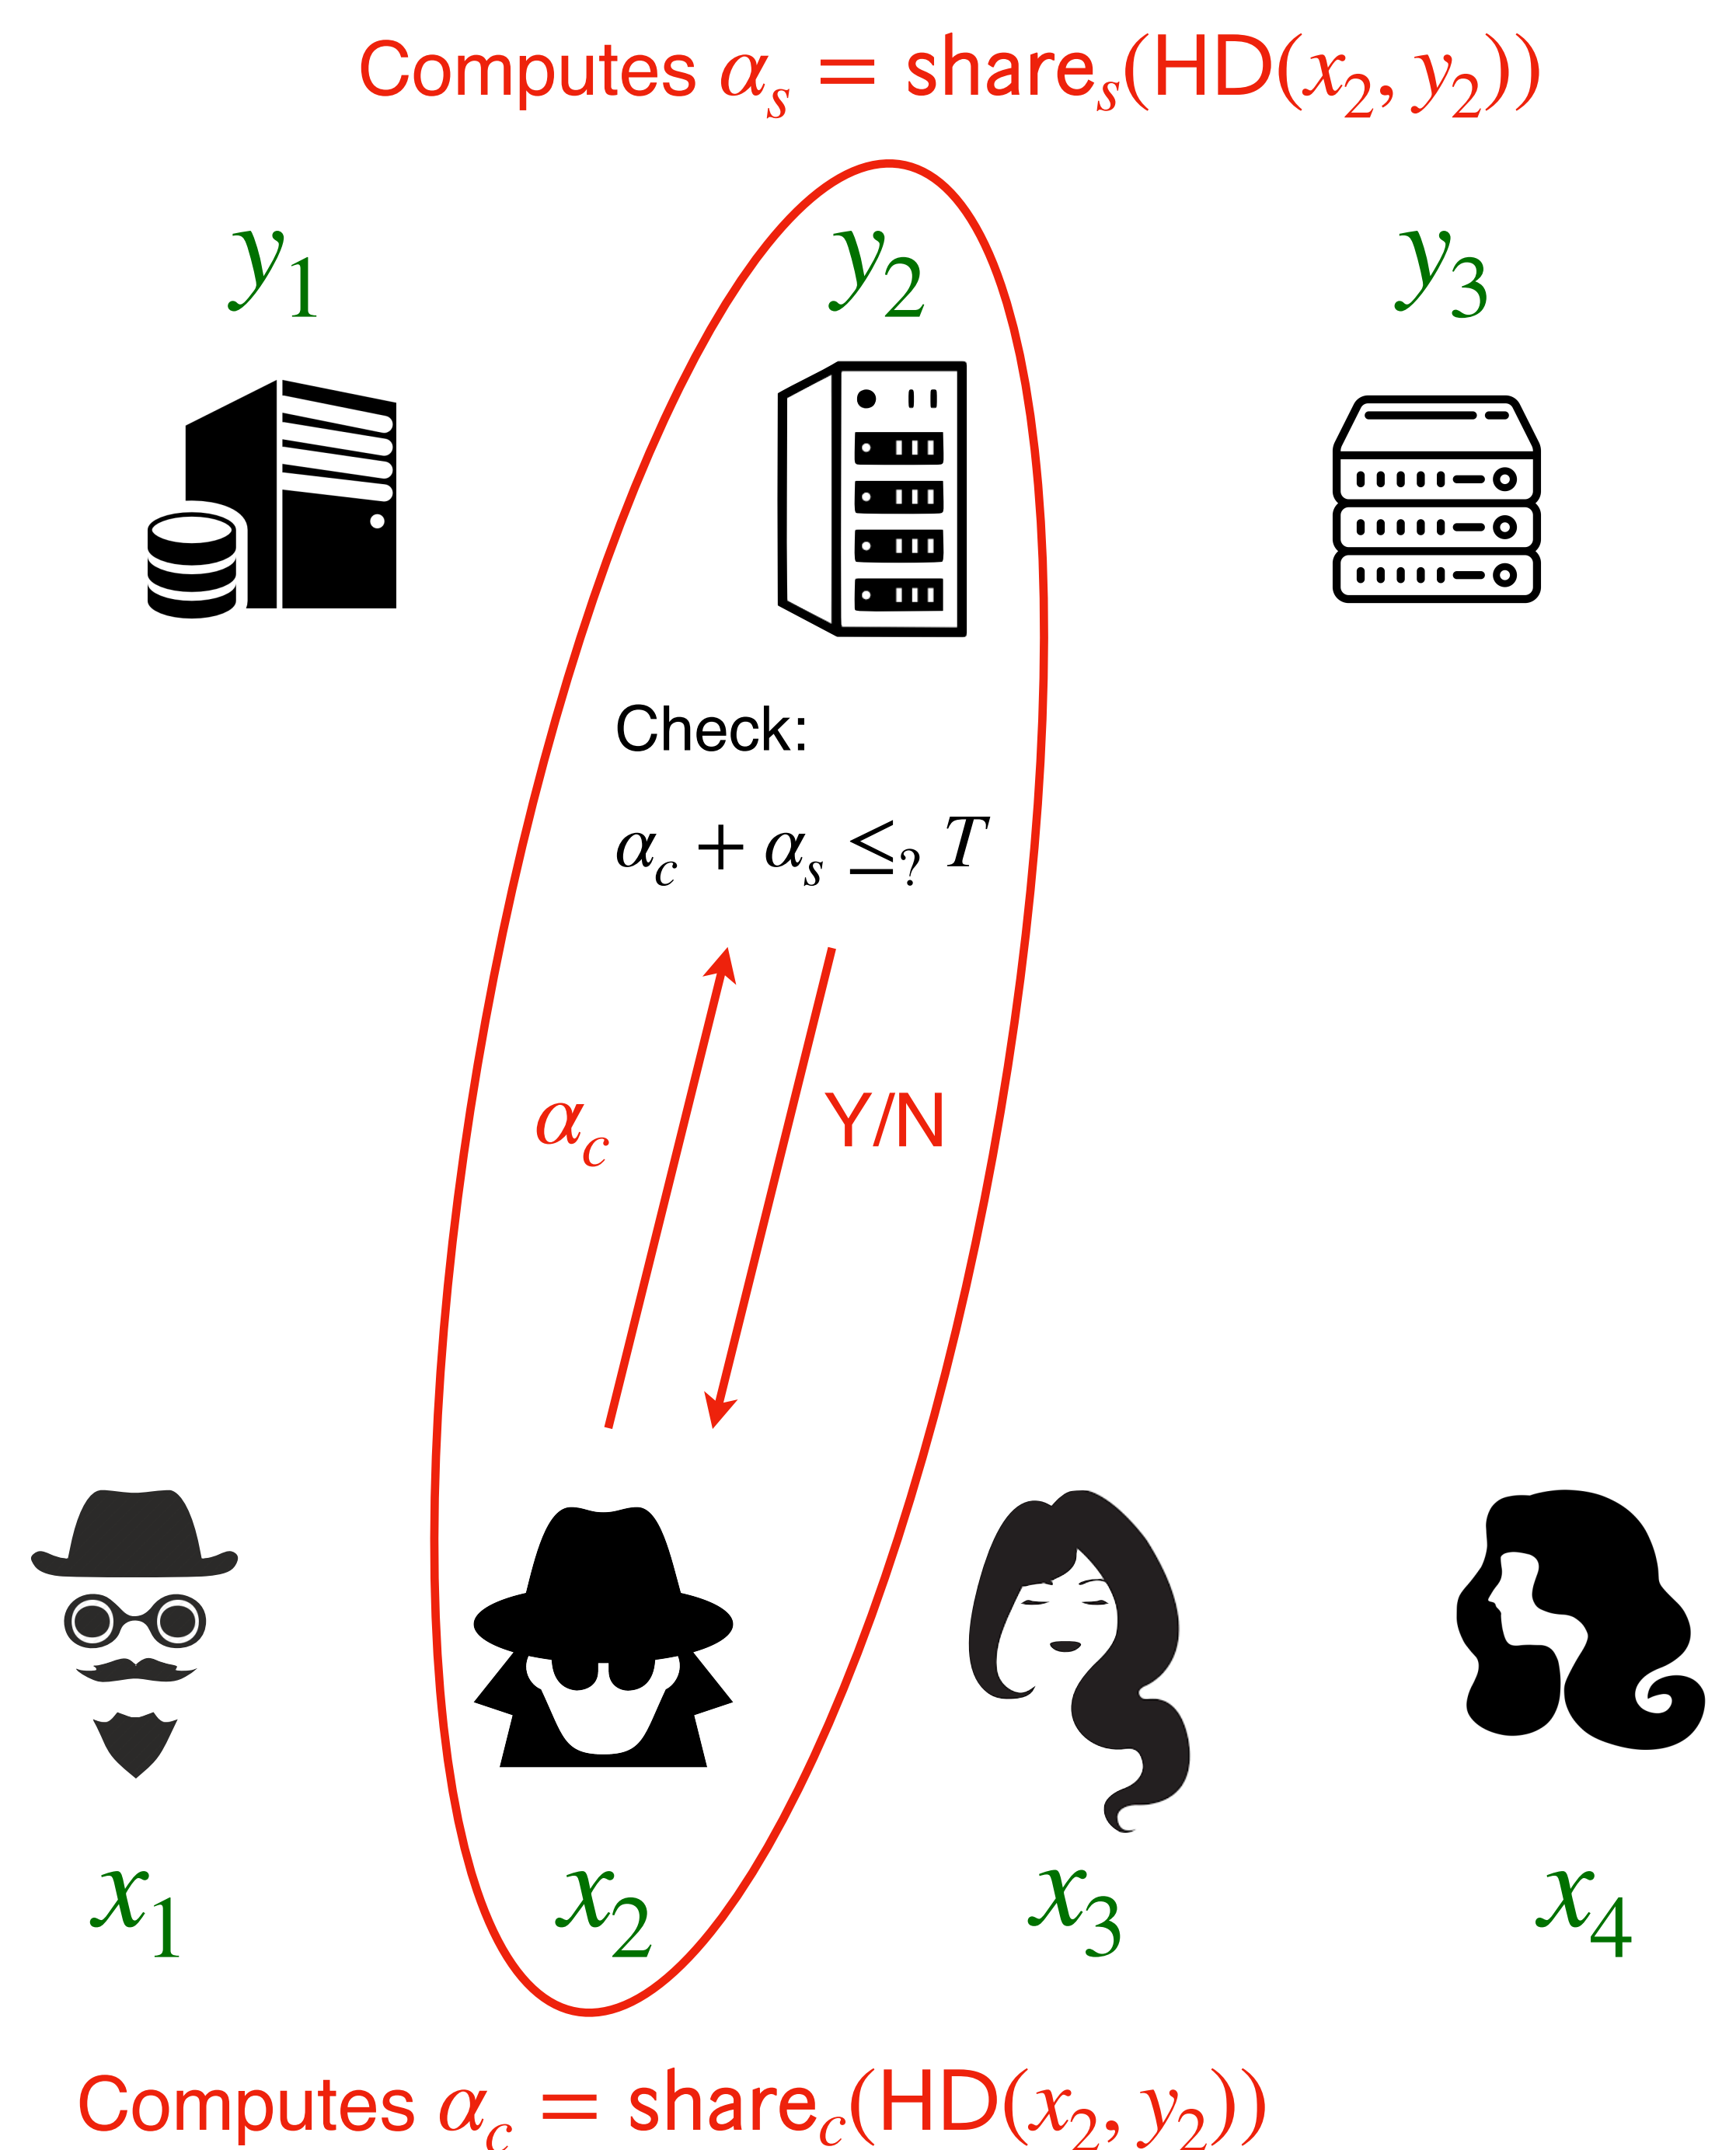 Computes α_s = share_s(HD(x_2, y_2))
y_1 y_2 y_3
Check:
α_c + α_s ≤_? T
α_c Y/N
x_1 x_2 x_3 x_4
Computes α_c = share_c(HD(x_2, y_2))